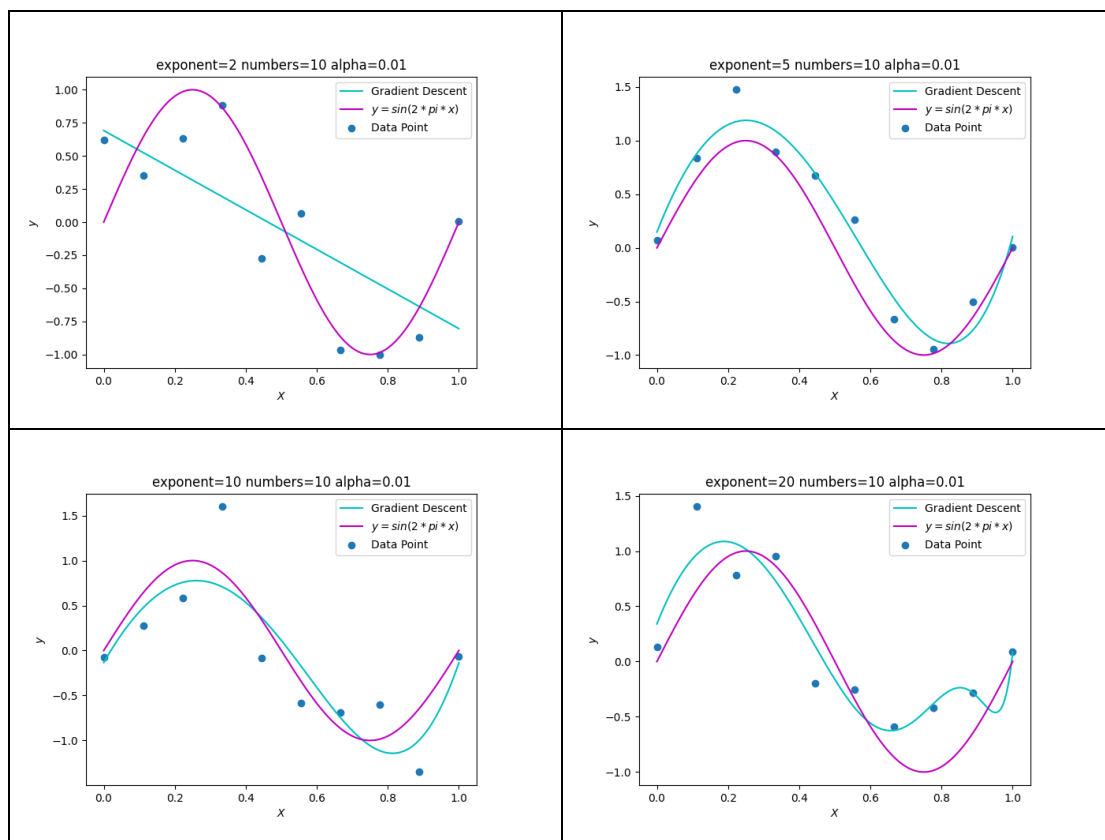 exponent=2 numbers=10 alpha=0.01
1.00
0.75
0.50
0.25
0.00
-0.25
-0.50
-0.75
-1.00
y
Gradient Descent
y = sin(2 * pi * x)
Data Point
0.0 0.2 0.4 0.6 0.8 1.0
X
exponent=5 numbers=10 alpha=0.01
1.5
1.0
0.5
0.0
-0.5
-1.0
y
Gradient Descent
y = sin(2 * pi * x)
Data Point
0.0 0.2 0.4 0.6 0.8 1.0
X
exponent=10 numbers=10 alpha=0.01
1.5
1.0
0.5
0.0
-0.5
-1.0
y
Gradient Descent
y = sin(2 * pi * x)
Data Point
0.0 0.2 0.4 0.6 0.8 1.0
X
exponent=20 numbers=10 alpha=0.01
1.5
1.0
0.5
0.0
-0.5
-1.0
y
Gradient Descent
y = sin(2 * pi * x)
Data Point
0.0 0.2 0.4 0.6 0.8 1.0
X